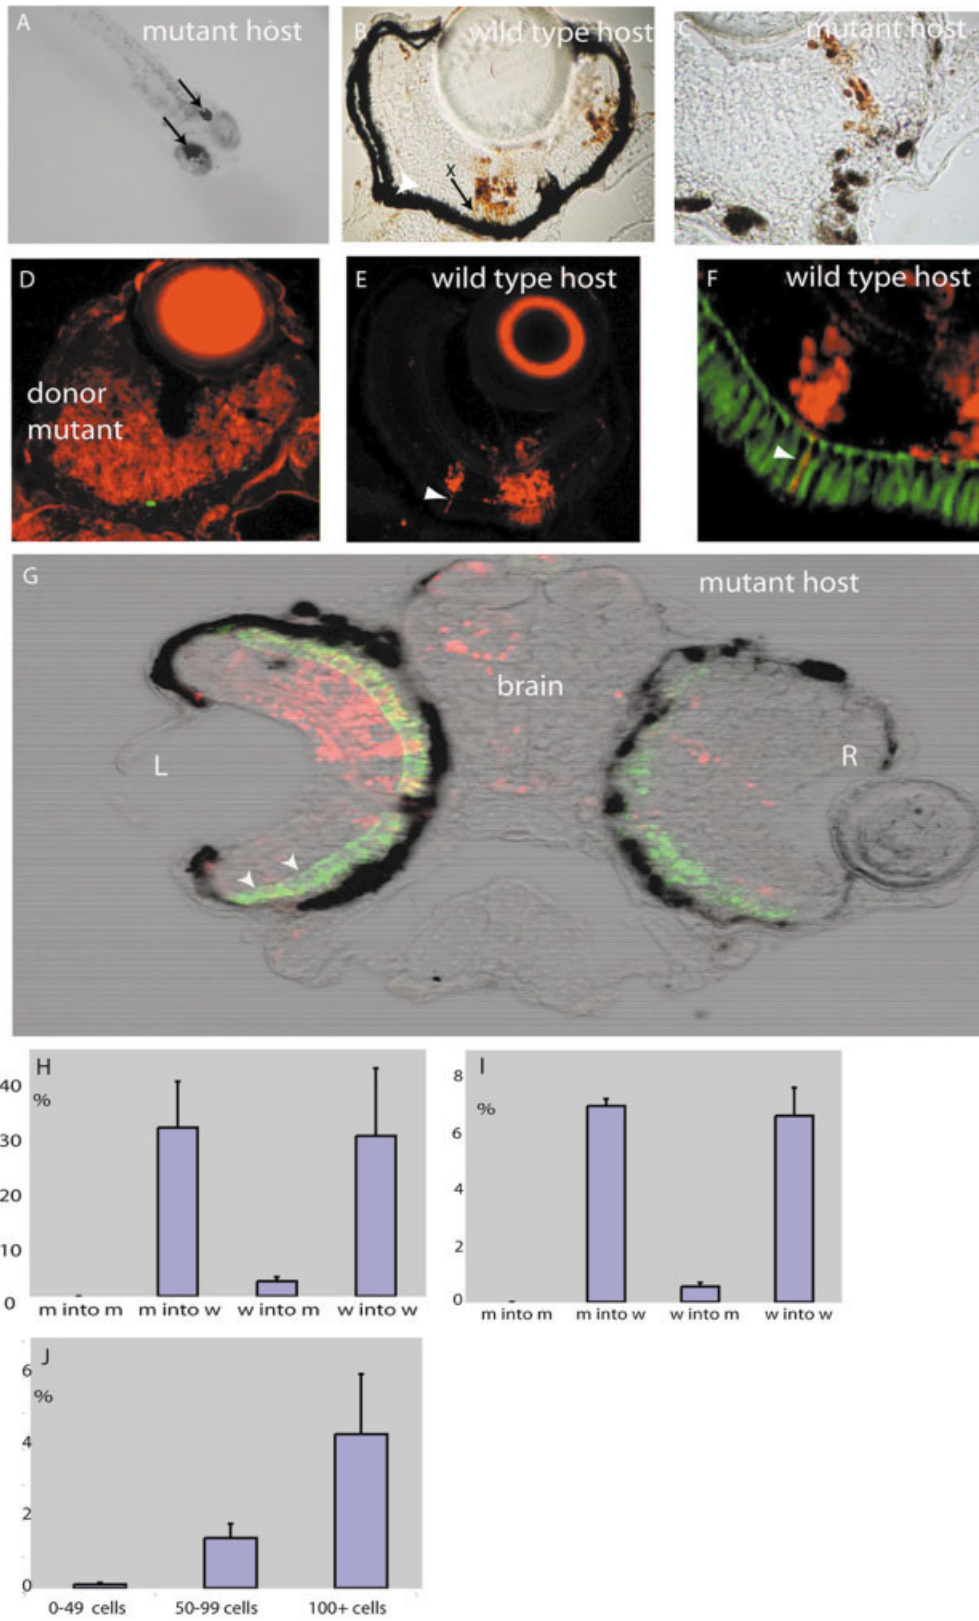 A mutant host
B wild type host
C mutant host
X
D
donor
mutant
E wild type host
F wild type host
G
mutant host
brain
L
R
H
40
%
30
20
10
0
m into m m into w w into m w into w
I
8
%
6
4
2
0
m into m m into w w into m w into w
J
6
%
4
2
0
0-49 cells 50-99 cells 100+ cells